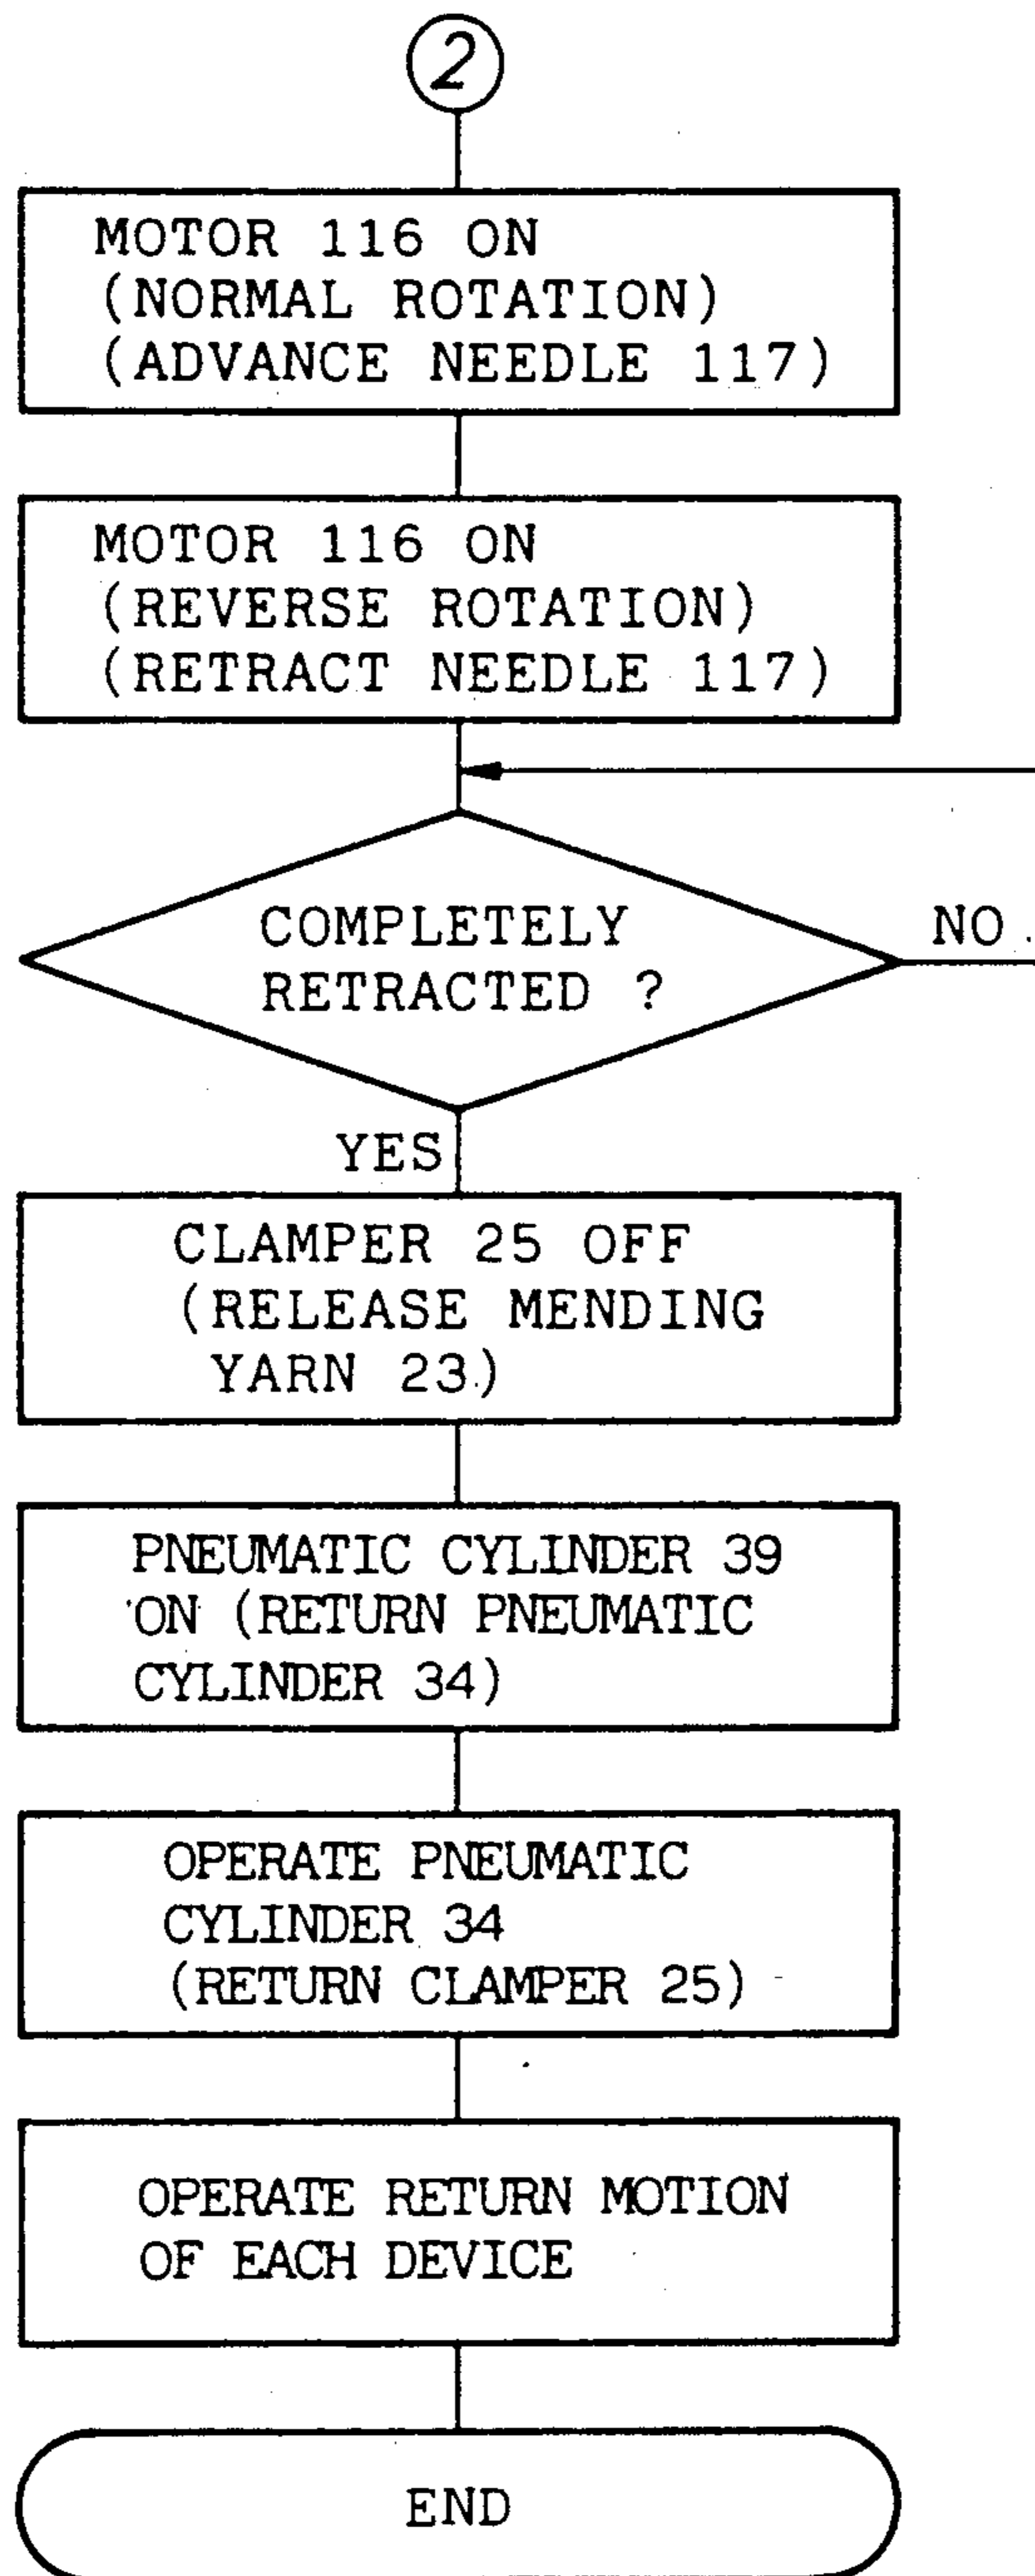 2
MOTOR 116 ON
(NORMAL ROTATION)
(ADVANCE NEEDLE 117)
MOTOR 116 ON
(REVERSE ROTATION)
(RETRACT NEEDLE 117)
COMPLETELY
RETRACTED ?
NO
YES
CLAMPER 25 OFF
(RELEASE MENDING
YARN 23)
PNEUMATIC CYLINDER 39
ON (RETURN PNEUMATIC
CYLINDER 34)
OPERATE PNEUMATIC
CYLINDER 34
(RETURN CLAMPER 25)
OPERATE RETURN MOTION
OF EACH DEVICE
END